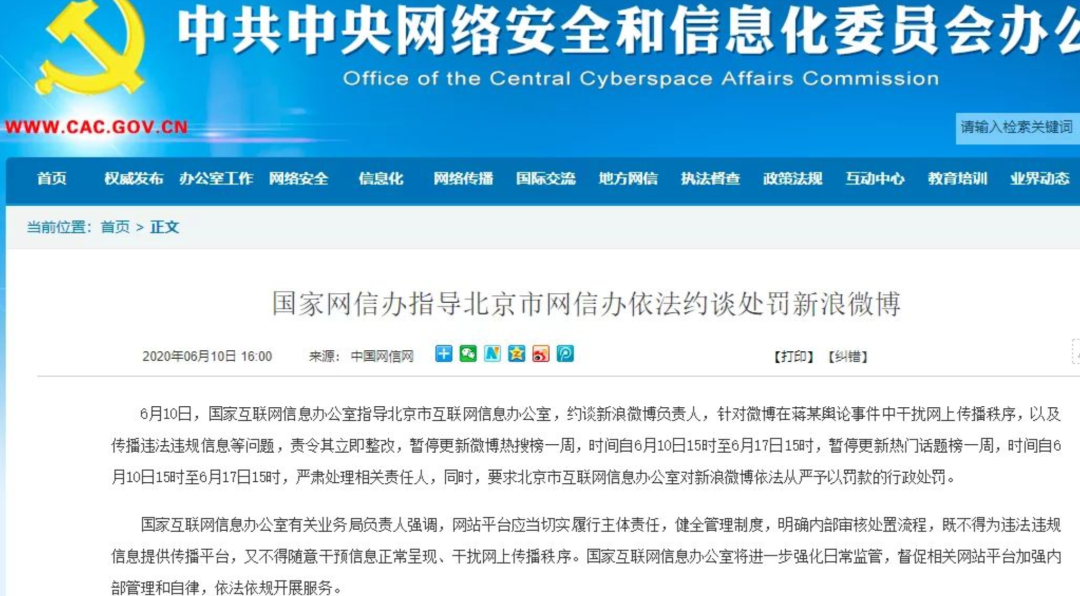 中共中央网络安全和信息化委员会办公
Office of the Central Cyberspace Affairs Commission
WWW.CAC.GOV.CN
请输入检索关键词
首页 权威发布 办公室工作 网络安全 信息化 网络传播 国际交流 地方网信 执法督查 政策法规 互动中心 教育培训 业界动态
当前位置： 首页 > 正文
国家网信办指导北京市网信办依法约谈处罚新浪微博
2020年06月10日 16:00 来源： 中国网信网 【打印】 【纠错】
6月10日，国家互联网信息办公室指导北京市互联网信息办公室，约谈新浪微博负责人，针对微博在蒋某舆论事件中干扰网上传播秩序，以及
传播违法违规信息等问题，责令其立即整改，暂停更新微博热搜榜一周，时间自6月10日15时至6月17日15时，暂停更新热门话题榜一周，时间自6
月10日15时至6月17日15时，严肃处理相关责任人，同时，要求北京市互联网信息办公室对新浪微博依法从严予以罚款的行政处罚。
国家互联网信息办公室有关业务局负责人强调，网站平台应当切实履行主体责任，健全管理制度，明确内部审核处置流程，既不得为违法违规
信息提供传播平台，又不得随意干预信息正常呈现、干扰网上传播秩序。国家互联网信息办公室将进一步强化日常监管，督促相关网站平台加强内
部管理和自律，依法依规开展服务。